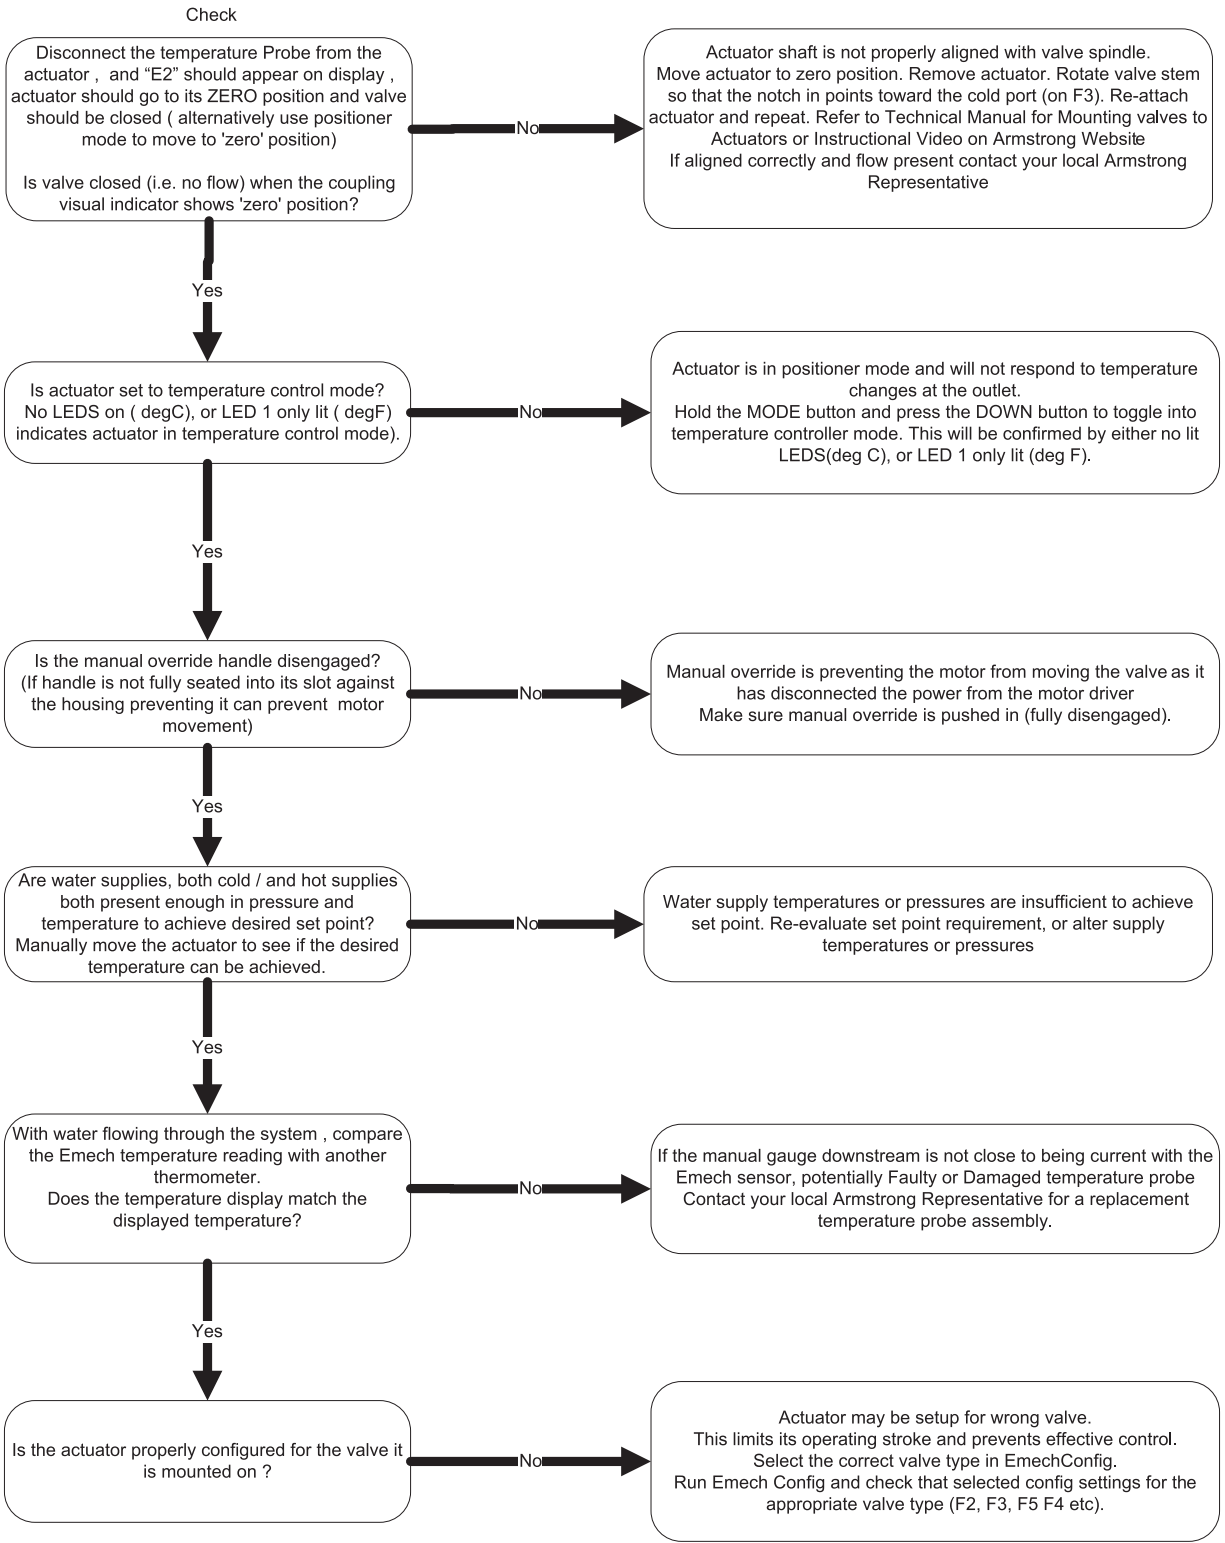 Check
Disconnect the temperature Probe from the
actuator , and “E2” should appear on display ,
actuator should go to its ZERO position and valve
should be closed ( alternatively use positioner
mode to move to 'zero' position)
Is valve closed (i.e. no flow) when the coupling
visual indicator shows 'zero' position?
No
Actuator shaft is not properly aligned with valve spindle.
Move actuator to zero position. Remove actuator. Rotate valve stem
so that the notch in points toward the cold port (on F3). Re-attach
actuator and repeat. Refer to Technical Manual for Mounting valves to
Actuators or Instructional Video on Armstrong Website
If aligned correctly and flow present contact your local Armstrong
Representative
Yes
Is actuator set to temperature control mode?
No LEDS on ( degC), or LED 1 only lit ( degF)
indicates actuator in temperature control mode).
No
Actuator is in positioner mode and will not respond to temperature
changes at the outlet.
Hold the MODE button and press the DOWN button to toggle into
temperature controller mode. This will be confirmed by either no lit
LEDS(deg C), or LED 1 only lit (deg F).
Yes
Is the manual override handle disengaged?
(If handle is not fully seated into its slot against
the housing preventing it can prevent motor
movement)
No
Manual override is preventing the motor from moving the valve as it
has disconnected the power from the motor driver
Make sure manual override is pushed in (fully disengaged).
Yes
Are water supplies, both cold / and hot supplies
both present enough in pressure and
temperature to achieve desired set point?
Manually move the actuator to see if the desired
temperature can be achieved.
No
Water supply temperatures or pressures are insufficient to achieve
set point. Re-evaluate set point requirement, or alter supply
temperatures or pressures
Yes
With water flowing through the system , compare
the Emech temperature reading with another
thermometer.
Does the temperature display match the
displayed temperature?
No
If the manual gauge downstream is not close to being current with the
Emech sensor, potentially Faulty or Damaged temperature probe
Contact your local Armstrong Representative for a replacement
temperature probe assembly.
Yes
Is the actuator properly configured for the valve it
is mounted on ?
No
Actuator may be setup for wrong valve.
This limits its operating stroke and prevents effective control.
Select the correct valve type in EmechConfig.
Run Emech Config and check that selected config settings for the
appropriate valve type (F2, F3, F5 F4 etc).